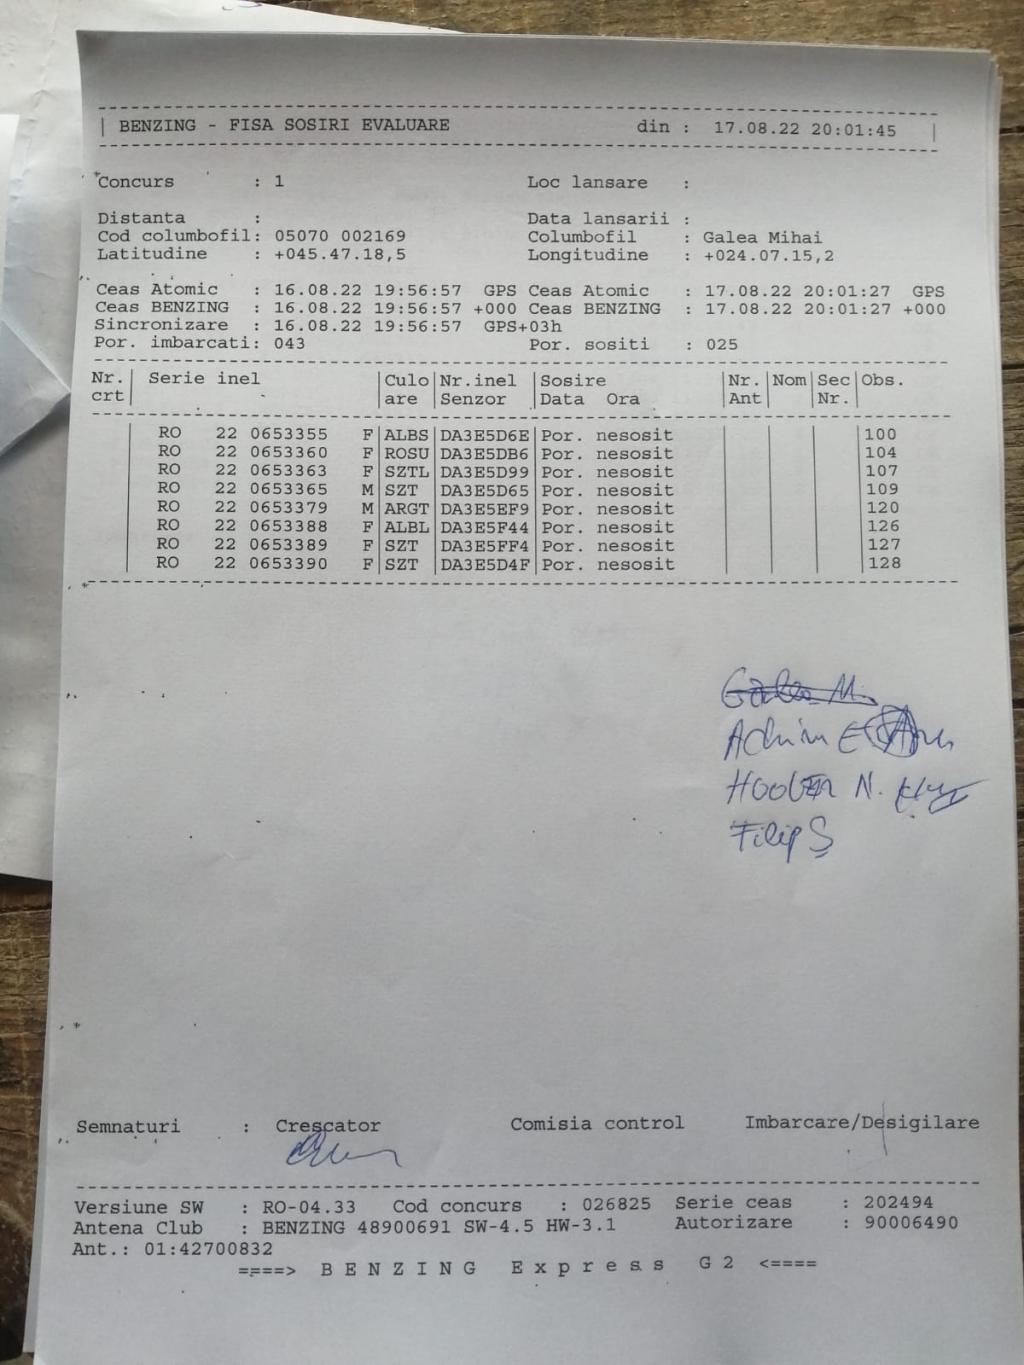 BENZING - FISA SOSIRI EVALUARE din : 17.08.22 20:01:45
Concurs : 1 Loc lansare :
Distanta : Data lansarii :
Cod columbofil: 05070 002169 Columbofil : Galea Mihai
Latitudine : +045.47.18,5 Longitudine : +024.07.15,2
Ceas Atomic : 16.08.22 19:56:57 GPS Ceas Atomic : 17.08.22 20:01:27 GPS
Ceas BENZING : 16.08.22 19:56:57 +000 Ceas BENZING : 17.08.22 20:01:27 +000
Sincronizare : 16.08.22 19:56:57 GPS+03h
Por. imbarcati: 043 Por. sositi : 025
Nr. Serie inel Culo Nr.inel Sosire Nr. Nom Sec Obs.
crt are Senzor Data Ora Ant Nr.
RO 22 0653355 F ALBS DA3E5D6E Por. nesosit 100
RO 22 0653360 F ROSU DA3E5DB6 Por. nesosit 104
RO 22 0653363 F SZTL DA3E5D99 Por. nesosit 107
RO 22 0653365 M SZT DA3E5D65 Por. nesosit 109
RO 22 0653379 M ARGT DA3E5EF9 Por. nesosit 120
RO 22 0653388 F ALBL DA3E5F44 Por. nesosit 126
RO 22 0653389 F SZT DA3E5FF4 Por. nesosit 127
RO 22 0653390 F SZT DA3E5D4F Por. nesosit 128
Galea M.
Achim E
N.
Filip Ș
Semnaturi : Crescator Comisia control Imbarcare/Desigilare
Versiune SW : RO-04.33 Cod concurs : 026825 Serie ceas : 202494
Antena Club : BENZING 48900691 SW-4.5 HW-3.1 Autorizare : 90006490
Ant.: 01:42700832
====> BENZING Express G2 <====